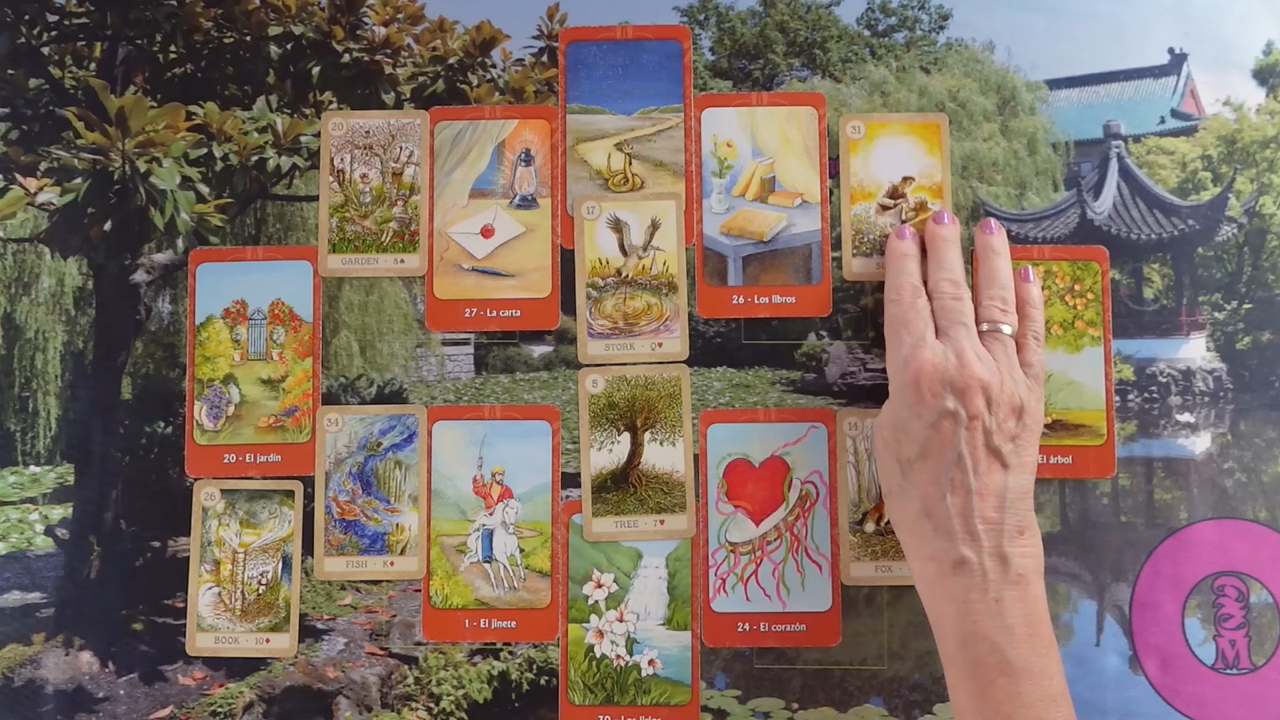 20
GARDEN · 8♠
27 - La carta
17
STORK · Q♥
26 - Los libros
31
20 - El jardín
34
FISH · K♦
1 - El jinete
5
TREE · 7♥
24 - El corazón
14
FOX ·
El árbol
26
BOOK · 10♦